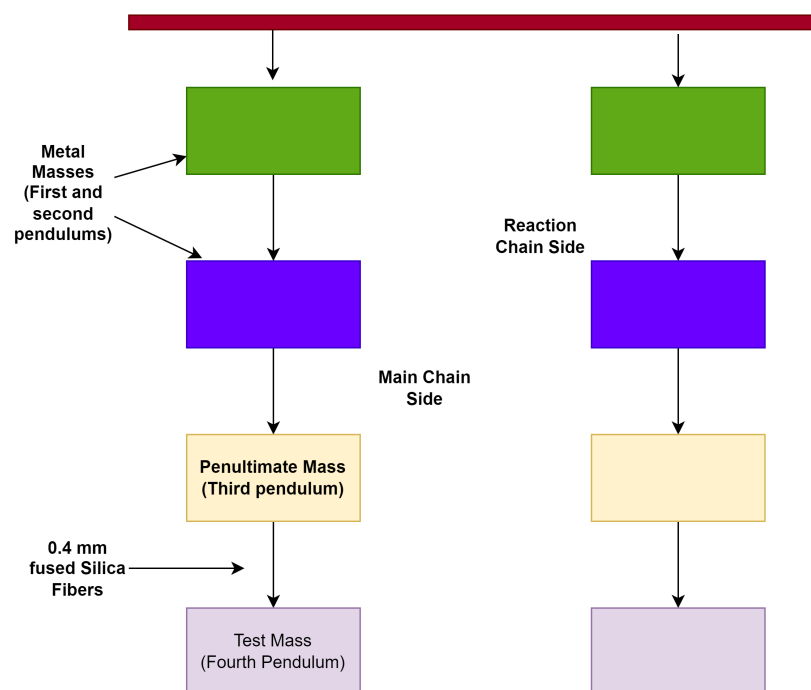 Metal
Masses
(First and
second
pendulums)
Reaction
Chain Side
Main Chain
Side
Penultimate Mass
(Third pendulum)
0.4 mm
fused Silica
Fibers
Test Mass
(Fourth Pendulum)